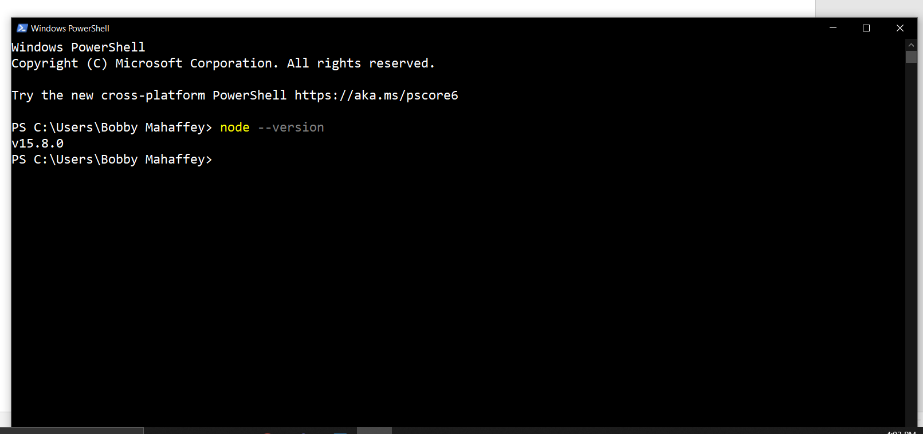 Windows PowerShell
Windows PowerShell
Copyright (C) Microsoft Corporation. All rights reserved.
Try the new cross-platform PowerShell https://aka.ms/pscore6
PS C:\Users\Bobby Mahaffey> node --version
v15.8.0
PS C:\Users\Bobby Mahaffey>